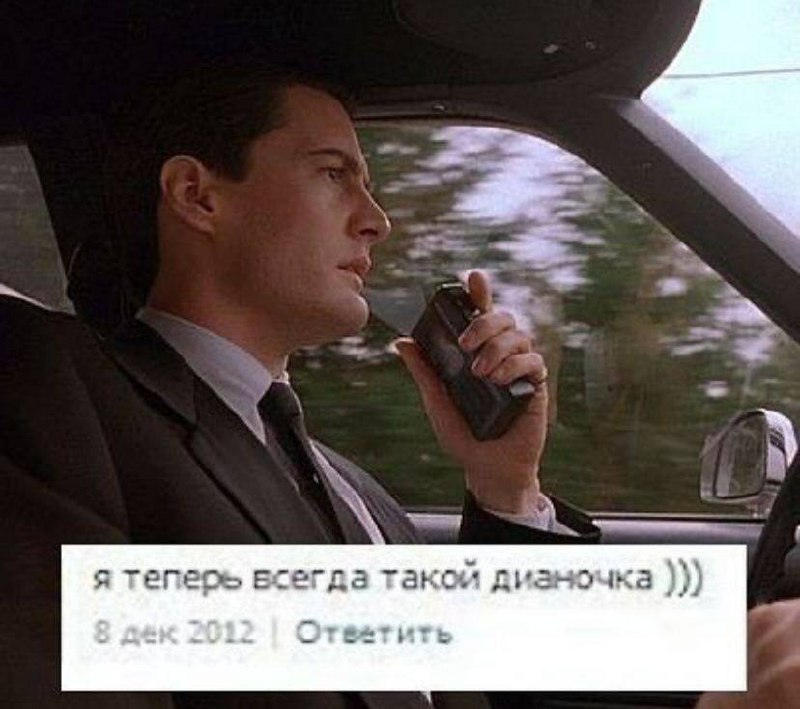 я теперь всегда такой дианочка )))
8 дек 2012 | Ответить